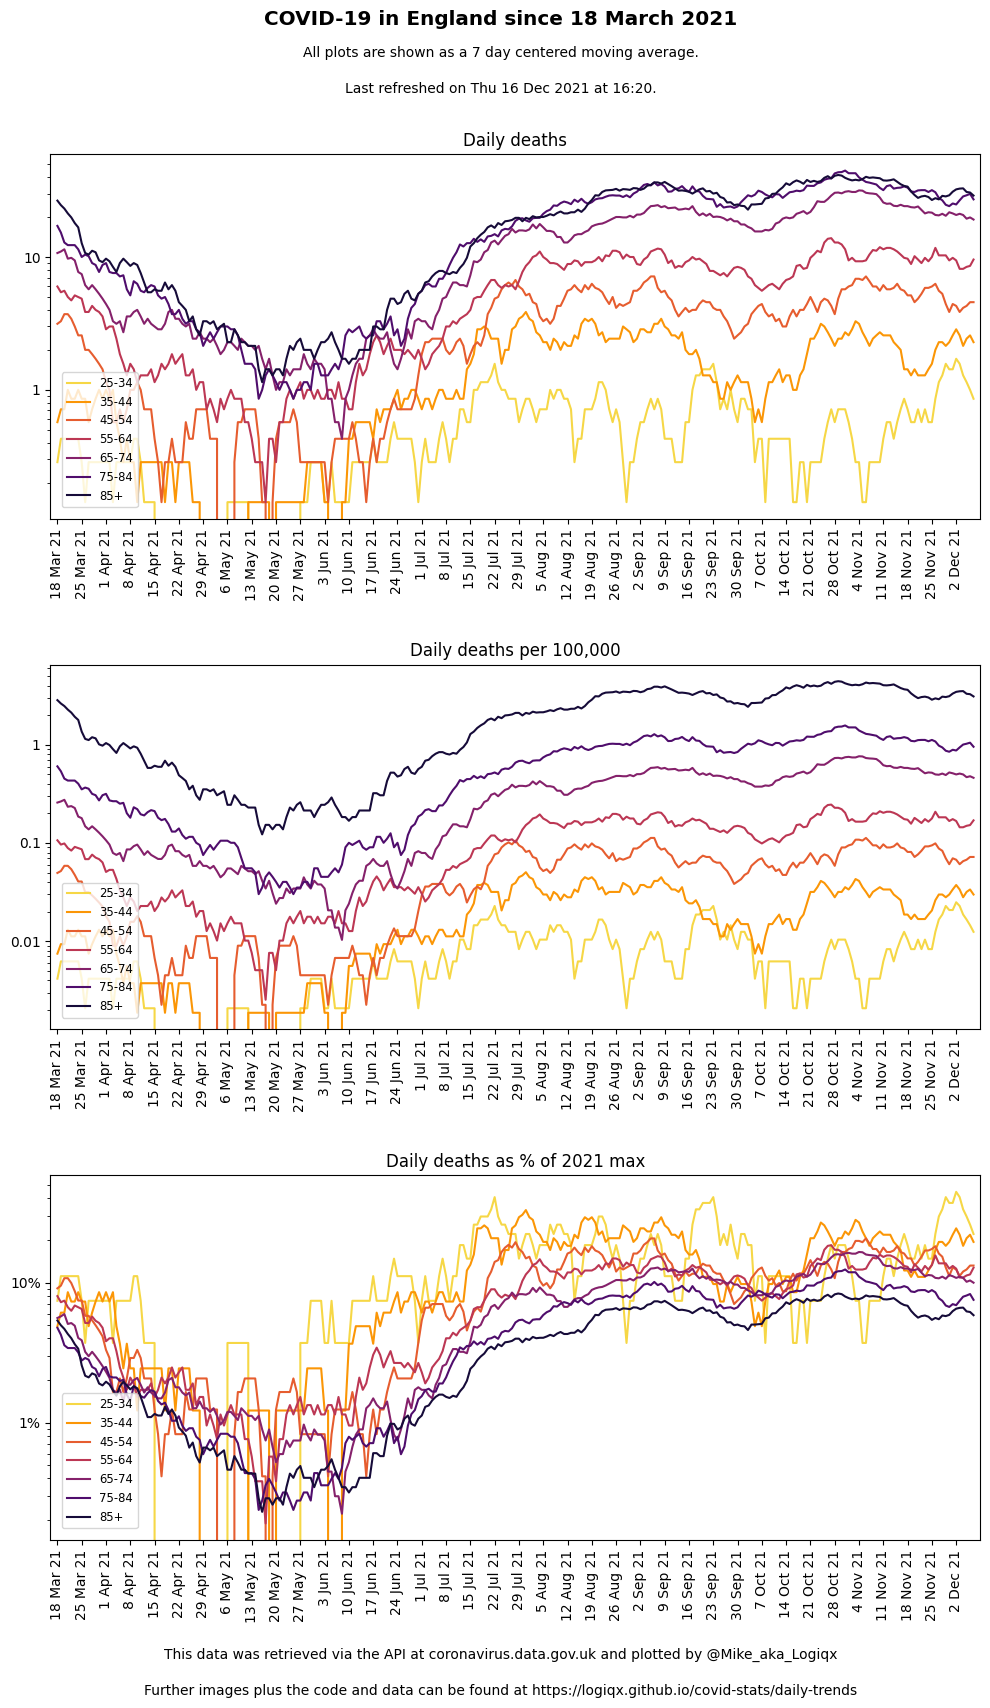 COVID-19 in England since 18 March 2021
All plots are shown as a 7 day centered moving average.
Last refreshed on Thu 16 Dec 2021 at 16:20.
Daily deaths
10
1
25-34
35-44
45-54
55-64
65-74
75-84
85+
18 Mar 21
25 Mar 21
1 Apr 21
8 Apr 21
15 Apr 21
22 Apr 21
29 Apr 21
6 May 21
13 May 21
20 May 21
27 May 21
3 Jun 21
10 Jun 21
17 Jun 21
24 Jun 21
1 Jul 21
8 Jul 21
15 Jul 21
22 Jul 21
29 Jul 21
5 Aug 21
12 Aug 21
19 Aug 21
26 Aug 21
2 Sep 21
9 Sep 21
16 Sep 21
23 Sep 21
30 Sep 21
7 Oct 21
14 Oct 21
21 Oct 21
28 Oct 21
4 Nov 21
11 Nov 21
18 Nov 21
25 Nov 21
2 Dec 21
Daily deaths per 100,000
1
0.1
0.01
25-34
35-44
45-54
55-64
65-74
75-84
85+
18 Mar 21
25 Mar 21
1 Apr 21
8 Apr 21
15 Apr 21
22 Apr 21
29 Apr 21
6 May 21
13 May 21
20 May 21
27 May 21
3 Jun 21
10 Jun 21
17 Jun 21
24 Jun 21
1 Jul 21
8 Jul 21
15 Jul 21
22 Jul 21
29 Jul 21
5 Aug 21
12 Aug 21
19 Aug 21
26 Aug 21
2 Sep 21
9 Sep 21
16 Sep 21
23 Sep 21
30 Sep 21
7 Oct 21
14 Oct 21
21 Oct 21
28 Oct 21
4 Nov 21
11 Nov 21
18 Nov 21
25 Nov 21
2 Dec 21
Daily deaths as % of 2021 max
10%
1%
25-34
35-44
45-54
55-64
65-74
75-84
85+
18 Mar 21
25 Mar 21
1 Apr 21
8 Apr 21
15 Apr 21
22 Apr 21
29 Apr 21
6 May 21
13 May 21
20 May 21
27 May 21
3 Jun 21
10 Jun 21
17 Jun 21
24 Jun 21
1 Jul 21
8 Jul 21
15 Jul 21
22 Jul 21
29 Jul 21
5 Aug 21
12 Aug 21
19 Aug 21
26 Aug 21
2 Sep 21
9 Sep 21
16 Sep 21
23 Sep 21
30 Sep 21
7 Oct 21
14 Oct 21
21 Oct 21
28 Oct 21
4 Nov 21
11 Nov 21
18 Nov 21
25 Nov 21
2 Dec 21
This data was retrieved via the API at coronavirus.data.gov.uk and plotted by @Mike_aka_Logiqx
Further images plus the code and data can be found at https://logiqx.github.io/covid-stats/daily-trends